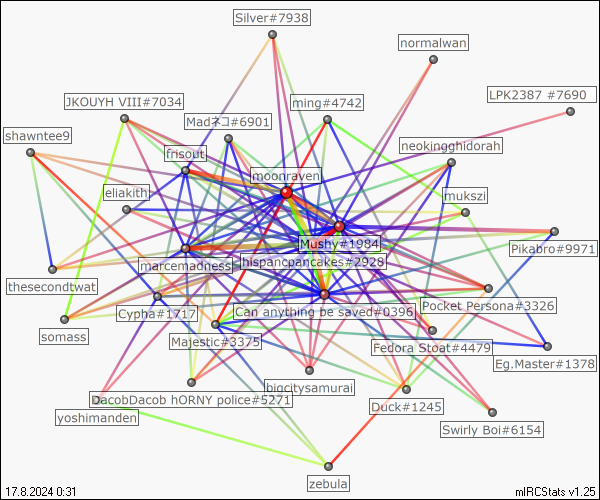 Silver#7938
normalwan
LPK2387 #7690
JKOUYH VIII#7034
ming#4742
Madネコ#6901
shawntee9
neokingghidorah
frisout
moonraven
eliakith
mukszi
Mushy#1984
Pikabro#9971
hispancpancakes#2928
marcemadness
thesecondtwat
Pocket Persona#3326
Cypha#1717
Can anything be saved#0396
somass
Majestic#3375
Fedora Stoat#4479
Eg.Master#1378
bigcitysamurai
DacobDacob hORNY police#5271
Duck#1245
yoshimanden
Swirly Boi#6154
zebula
17.8.2024 0:31
mIRCStats v1.25